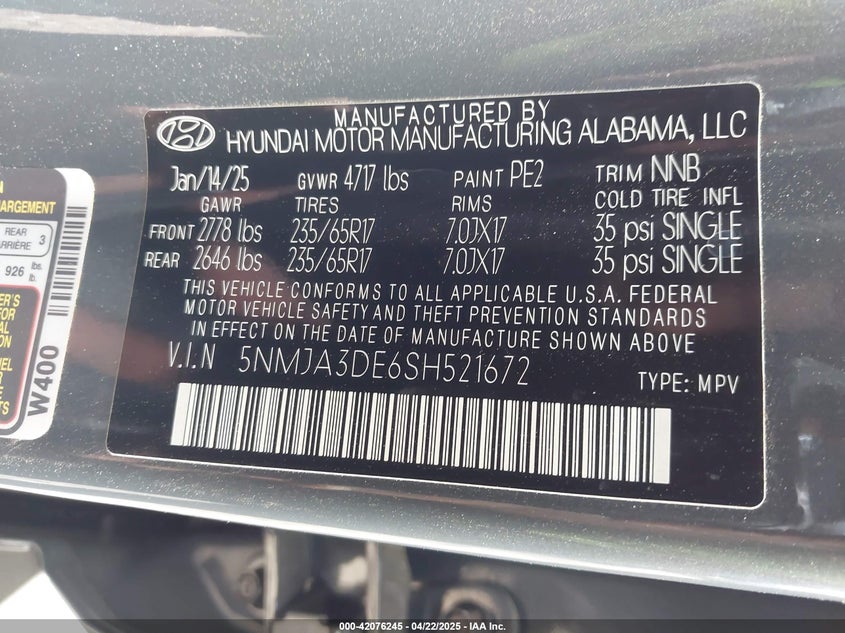 MANUFACTURED BY
HYUNDAI MOTOR MANUFACTURING ALABAMA, LLC
Jan/14/25 GVWR 4717 lbs PAINT PE2 TRIM NNB
GAWR TIRES RIMS COLD TIRE INFL
FRONT 2778 lbs 235/65R17 7.0JX17 35 psi SINGLE
REAR 2646 lbs 235/65R17 7.0JX17 35 psi SINGLE
THIS VEHICLE CONFORMS TO ALL APPLICABLE U.S.A. FEDERAL
MOTOR VEHICLE SAFETY AND THEFT PREVENTION STANDARDS
IN EFFECT ON THE DATE OF MANUFACTURE SHOWN ABOVE
V.I.N 5NMJA3DE6SH521672 TYPE: MPV
REAR
3
926 lbs.
lb.
W400
000-42076245 - 04/22/2025 - IAA Inc.